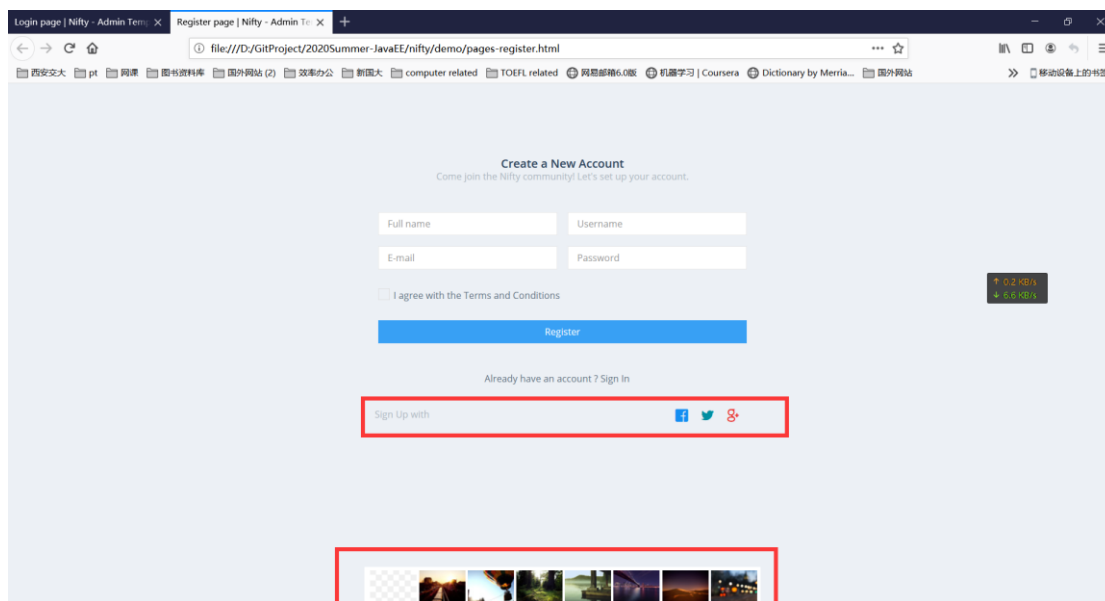 Login page | Nifty - Admin Tem
Register page | Nifty - Admin Te
file:///D:/GitProject/2020Summer-JavaEE/nifty/demo/pages-register.html
西安交大 pt 网课 图书资料库 国外网站 (2) 效率办公 新国大 computer related TOEFL related 网易邮箱6.0版 机器学习 | Coursera Dictionary by Merria... 国外网站 移动设备上的书签
Create a New Account
Come join the Nifty community! Let's set up your account.
Full name Username
E-mail Password
↑ 0.2 KB/s
I agree with the Terms and Conditions
↓ 6.6 KB/s
Register
Already have an account ? Sign In
Sign Up with